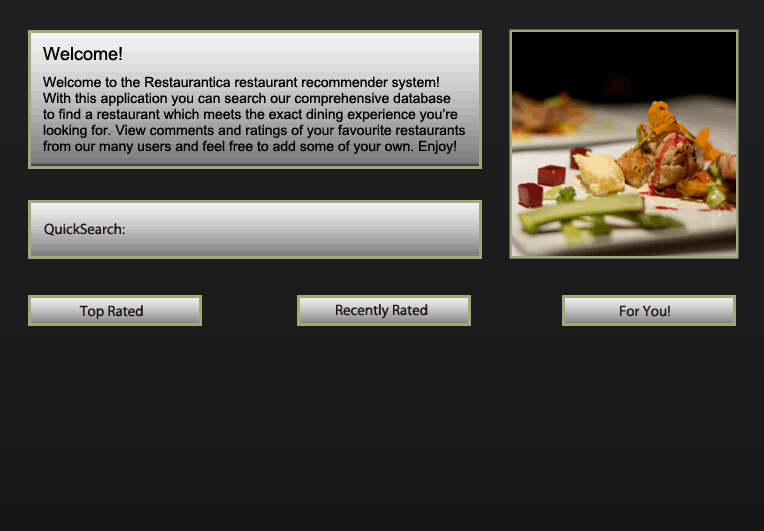 Welcome!
Welcome to the Restaurantica restaurant recommender system!
With this application you can search our comprehensive database
to find a restaurant which meets the exact dining experience you're
looking for. View comments and ratings of your favourite restaurants
from our many users and feel free to add some of your own. Enjoy!
QuickSearch:
Top Rated
Recently Rated
For You!